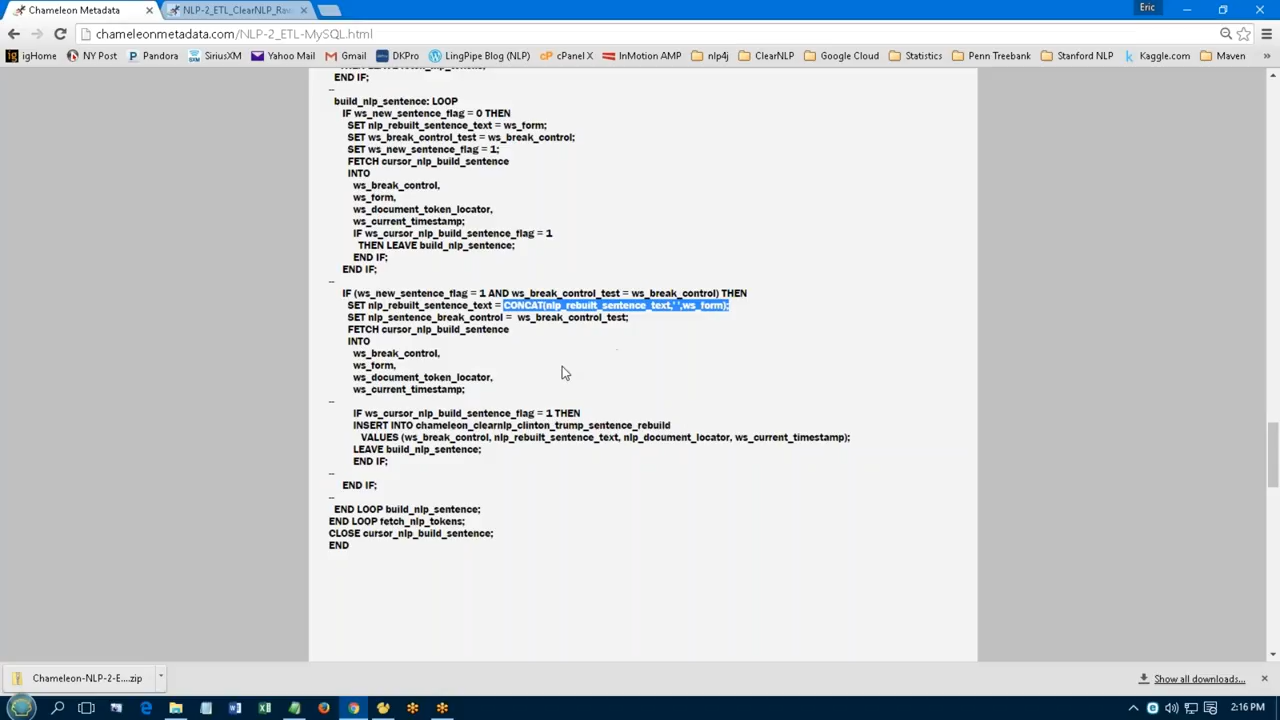 Eric
Chameleon Metadata
NLP-2_ETL_ClearNLP_Rav
chameleonmetadata.com/NLP-2_ETL-MySQL.html
igHome
NY Post
Pandora
SiriusXM
Yahoo Mail
Gmail
DKPro
LingPipe Blog (NLP)
cPanel X
InMotion AMP
nlp4j
ClearNLP
Google Cloud
Statistics
Penn Treebank
Stanford NLP
Kaggle.com
Maven
»
END IF;
--
build_nlp_sentence: LOOP
IF ws_new_sentence_flag = 0 THEN
SET nlp_rebuilt_sentence_text = ws_form;
SET ws_break_control_test = ws_break_control;
SET ws_new_sentence_flag = 1;
FETCH cursor_nlp_build_sentence
INTO
ws_break_control,
ws_form,
ws_document_token_locator,
ws_current_timestamp;
IF ws_cursor_nlp_build_sentence_flag = 1
THEN LEAVE build_nlp_sentence;
END IF;
END IF;
--
IF (ws_new_sentence_flag = 1 AND ws_break_control_test = ws_break_control) THEN
SET nlp_rebuilt_sentence_text = CONCAT(nlp_rebuilt_sentence_text,' ',ws_form);
SET nlp_sentence_break_control = ws_break_control_test;
FETCH cursor_nlp_build_sentence
INTO
ws_break_control,
ws_form,
ws_document_token_locator,
ws_current_timestamp;
--
IF ws_cursor_nlp_build_sentence_flag = 1 THEN
INSERT INTO chameleon_clearnlp_clinton_trump_sentence_rebuild
VALUES (ws_break_control, nlp_rebuilt_sentence_text, nlp_document_locator, ws_current_timestamp);
LEAVE build_nlp_sentence;
END IF;
--
END IF;
--
END LOOP build_nlp_sentence;
END LOOP fetch_nlp_tokens;
CLOSE cursor_nlp_build_sentence;
END
Chameleon-NLP-2-E....zip
Show all downloads...
2:16 PM